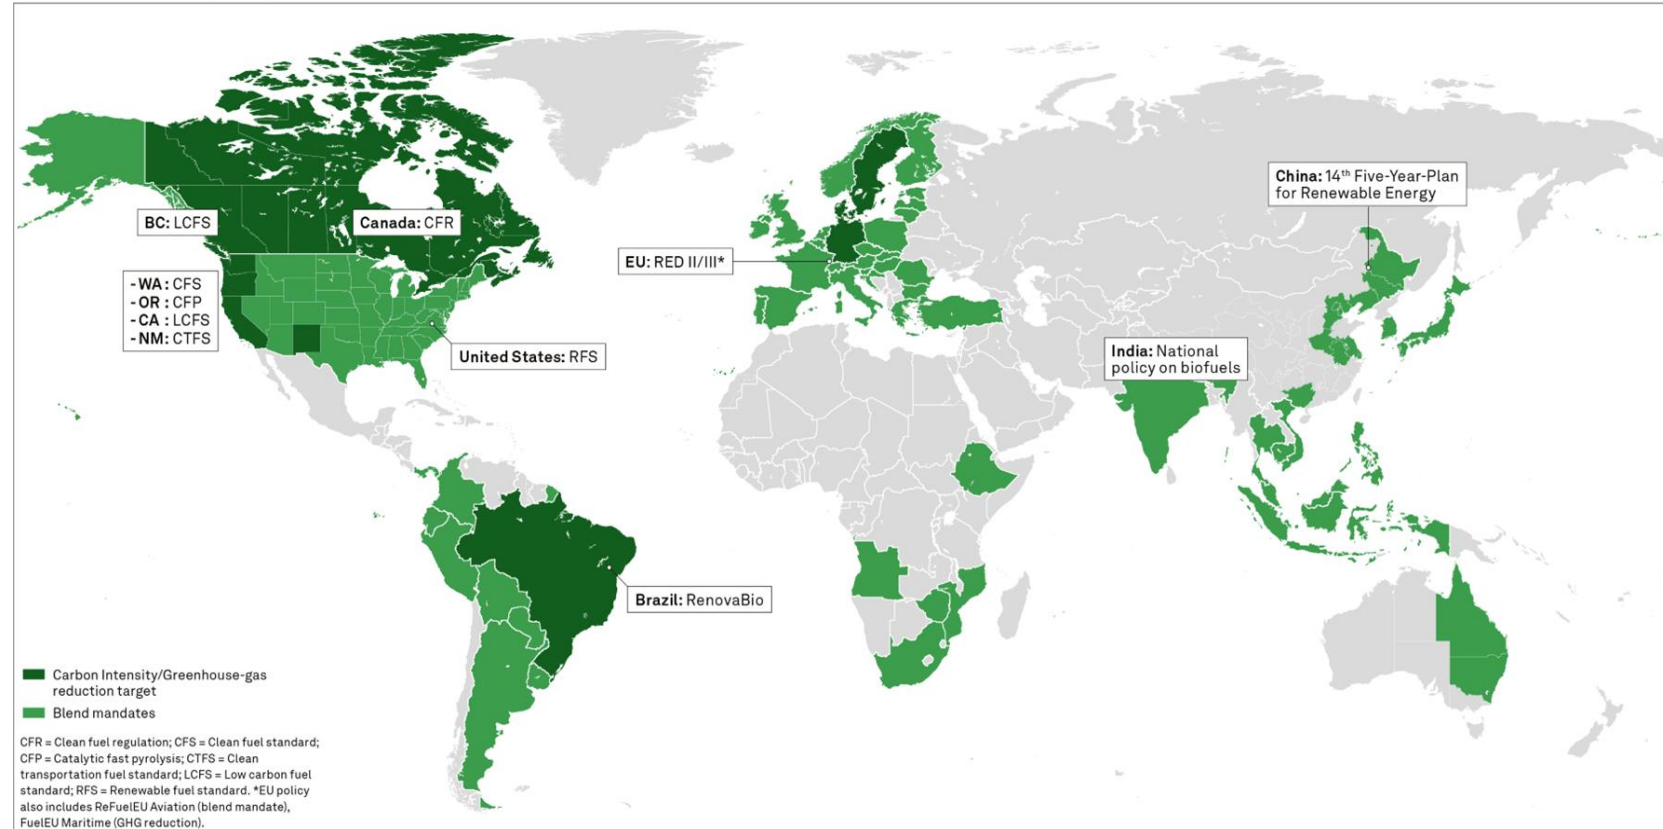 BC: LCFS
Canada: CFR
- WA : CFS
- OR : CFP
- CA : LCFS
- NM: CTFS
United States: RFS
EU: RED II/III*
China: 14th Five-Year-Plan
for Renewable Energy
India: National
policy on biofuels
Brazil: RenovaBio
Carbon Intensity/Greenhouse-gas
reduction target
Blend mandates
CFR = Clean fuel regulation; CFS = Clean fuel standard;
CFP = Catalytic fast pyrolysis; CTFS = Clean
transportation fuel standard; LCFS = Low carbon fuel
standard; RFS = Renewable fuel standard. *EU policy
also includes ReFuelEU Aviation (blend mandate),
FuelEU Maritime (GHG reduction).